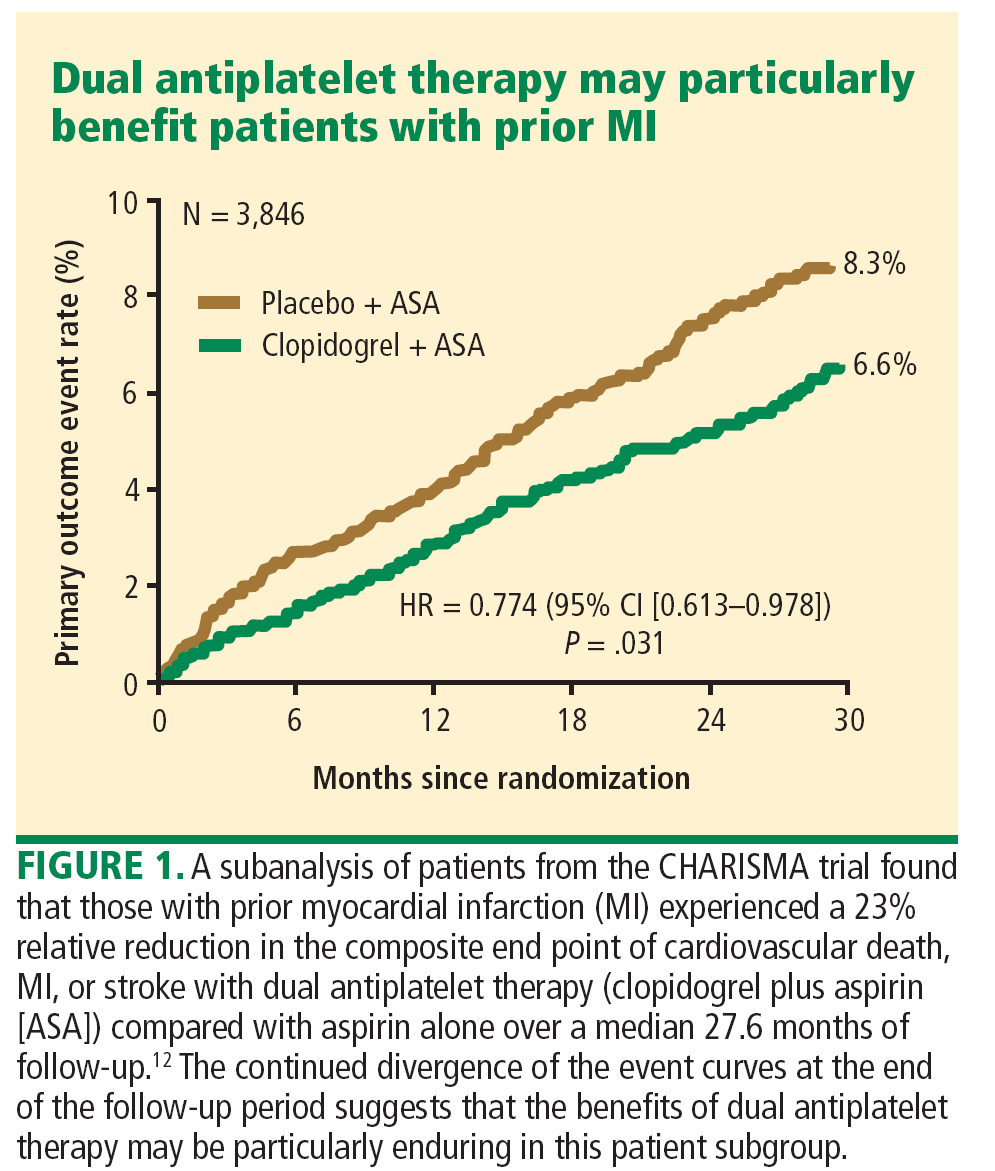 Dual antiplatelet therapy may particularly
benefit patients with prior MI
10
N = 3,846
Primary outcome event rate (%)
8.3%
8
Placebo + ASA
Clopidogrel + ASA
6.6%
6
4
2
HR = 0.774 (95% CI [0.613–0.978])
P = .031
0
0 6 12 18 24 30
Months since randomization
FIGURE 1. A subanalysis of patients from the CHARISMA trial found
that those with prior myocardial infarction (MI) experienced a 23%
relative reduction in the composite end point of cardiovascular death,
MI, or stroke with dual antiplatelet therapy (clopidogrel plus aspirin
[ASA]) compared with aspirin alone over a median 27.6 months of
follow-up.12 The continued divergence of the event curves at the end
of the follow-up period suggests that the benefits of dual antiplatelet
therapy may be particularly enduring in this patient subgroup.